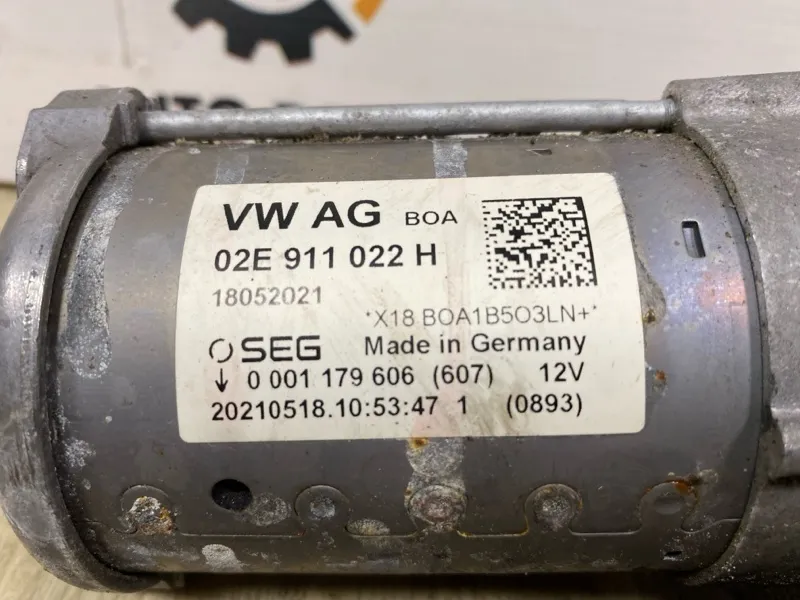 VW AG BOA
02E 911 022 H
18052021
*X18 BOA1B5O3LN+*
SEG Made in Germany
↓ 0 001 179 606 (607) 12V
20210518.10:53:47 1 (0893)